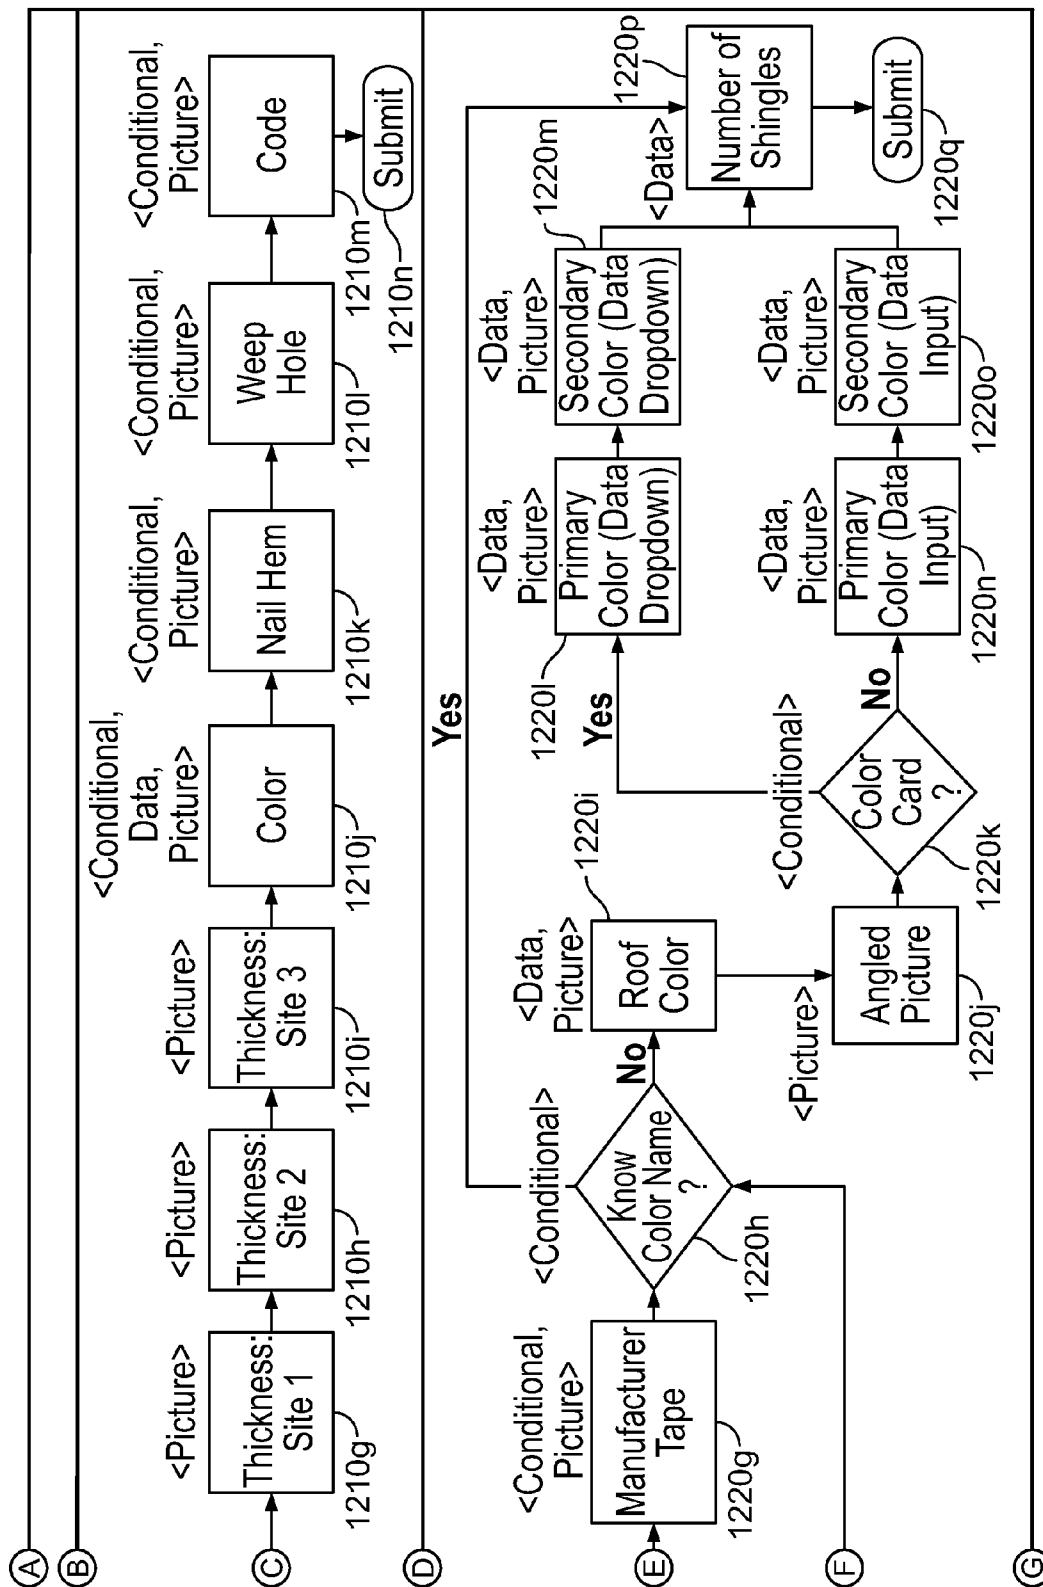 A
B
C
<Picture>
Thickness:
Site 1
1210g
<Picture>
Thickness:
Site 2
1210h
<Picture>
Thickness:
Site 3
1210i
<Conditional,
Data,
Picture>
Color
1210j
<Conditional,
Picture>
Nail Hem
1210k
<Conditional,
Picture>
Weep
Hole
1210l
<Conditional,
Picture>
Code
1210m
Submit
1210n
D
E
F
G
<Conditional,
Picture>
Manufacturer
Tape
1220g
<Conditional>
Know
Color Name
?
1220h
Yes
No
<Data,
Picture>
Roof
Color
1220i
<Picture>
Angled
Picture
1220j
<Conditional>
Color
Card
?
1220k
Yes
No
<Data,
Picture>
Primary
Color (Data
Dropdown)
1220l
<Data,
Picture>
Secondary
Color (Data
Dropdown)
1220m
<Data,
Picture>
Primary
Color (Data
Input)
1220n
<Data,
Picture>
Secondary
Color (Data
Input)
1220o
<Data>
Number of
Shingles
1220p
Submit
1220q